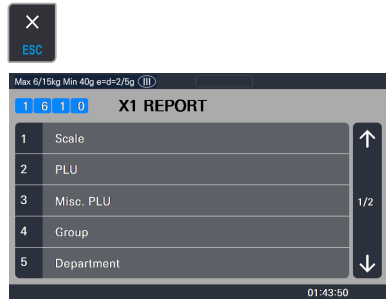 ×
ESC
Max 6/15kg Min 40g e=d=2/5g III
1 6 1 0 X1 REPORT
1 Scale
2 PLU
3 Misc. PLU
1/2
4 Group
5 Department
01:43:50